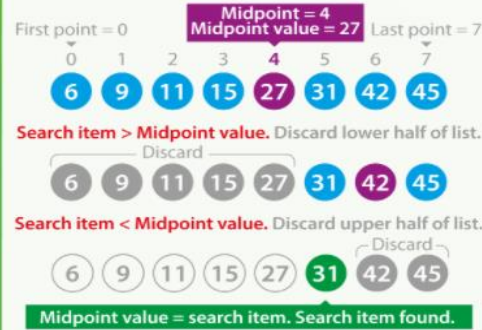 Midpoint = 4
First point = 0 Midpoint value = 27 Last point = 7
0 1 2 3 4 5 6 7
6 9 11 15 27 31 42 45
Search item > Midpoint value. Discard lower half of list.
Discard
6 9 11 15 27 31 42 45
Search item < Midpoint value. Discard upper half of list.
Discard
6 9 11 15 27 31 42 45
Midpoint value = search item. Search item found.